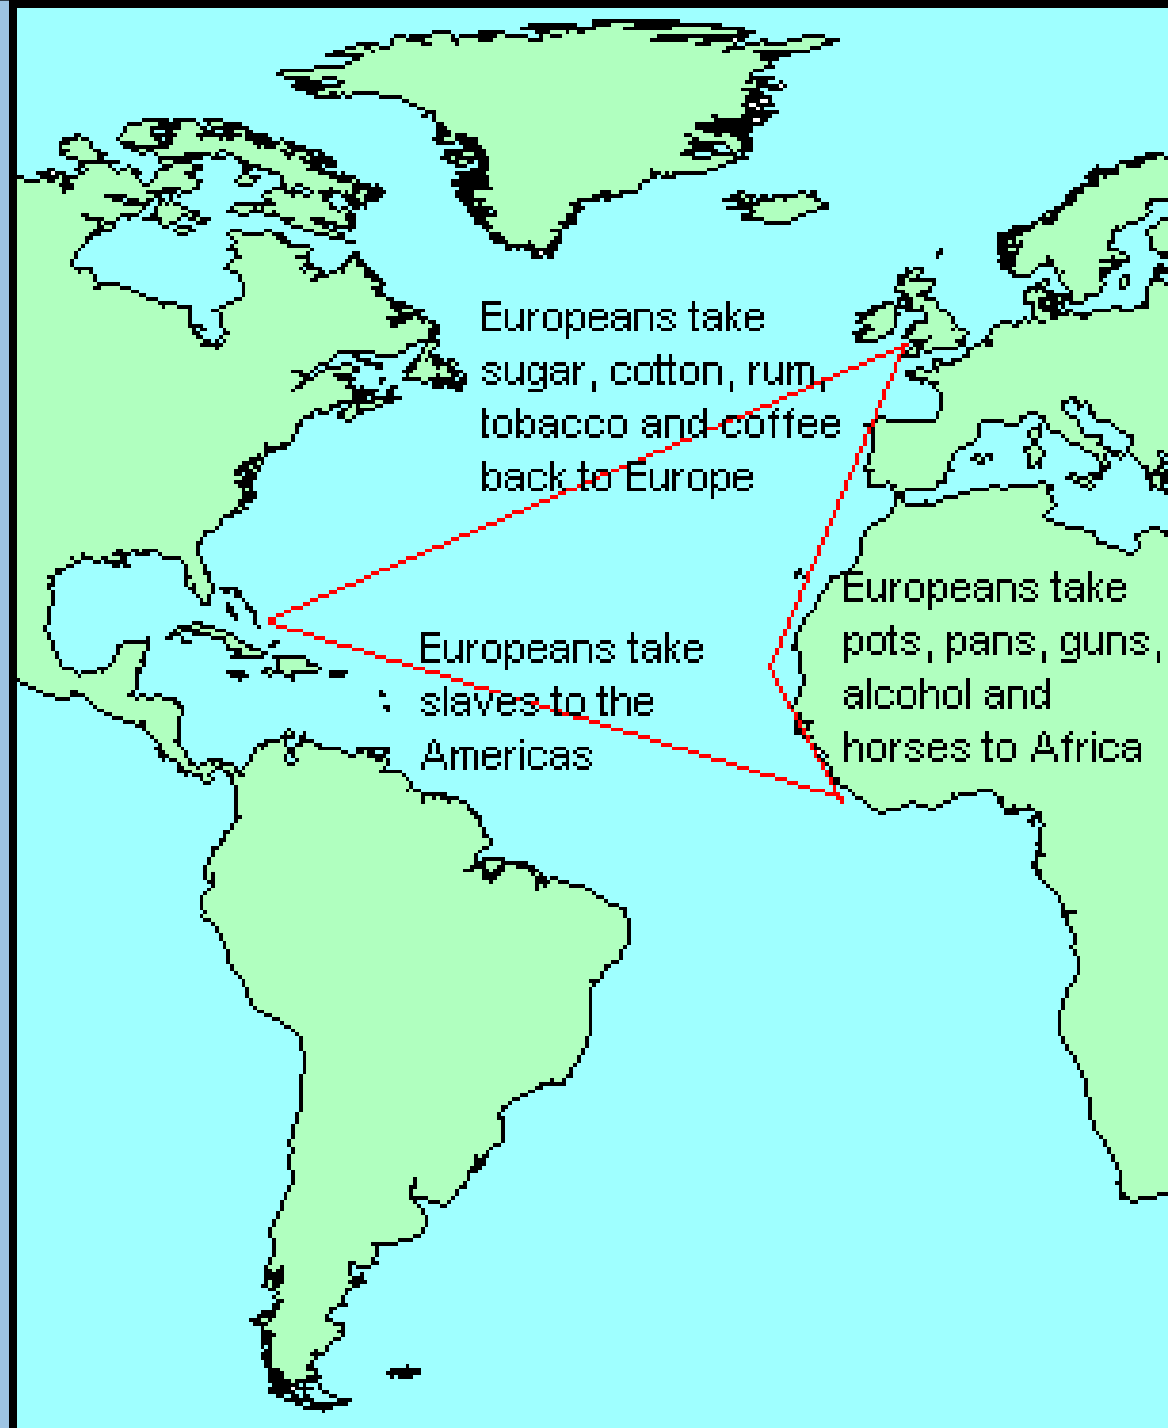 Europeans take
sugar, cotton, rum,
tobacco and coffee
back to Europe
Europeans take
pots, pans, guns,
alcohol and
horses to Africa
Europeans take
slaves to the
Americas